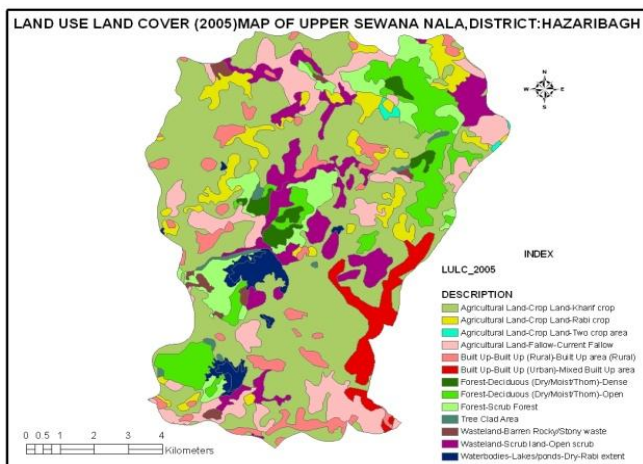 LAND USE LAND COVER (2005)MAP OF UPPER SEWANA NALA,DISTRICT:HAZARIBAGH
N
W E
S
INDEX
LULC_2005
DESCRIPTION
Agricultural Land-Crop Land-Kharif crop
Agricultural Land-Crop Land-Rabi crop
Agricultural Land-Crop Land-Two crop area
Agricultural Land-Fallow-Current Fallow
Built Up-Built Up (Rural)-Built Up area (Rural)
Built Up-Built Up (Urban)-Mixed Built Up area
Forest-Deciduous (Dry/Moist/Thorn)-Dense
Forest-Deciduous (Dry/Moist/Thorn)-Open
Forest-Scrub Forest
Tree Clad Area
Wasteland-Barren Rocky/Stony waste
Wasteland-Scrub land-Open scrub
Waterbodies-Lakes/ponds-Dry-Rabi extent
0 0.5 1 2 3 4
Kilometers